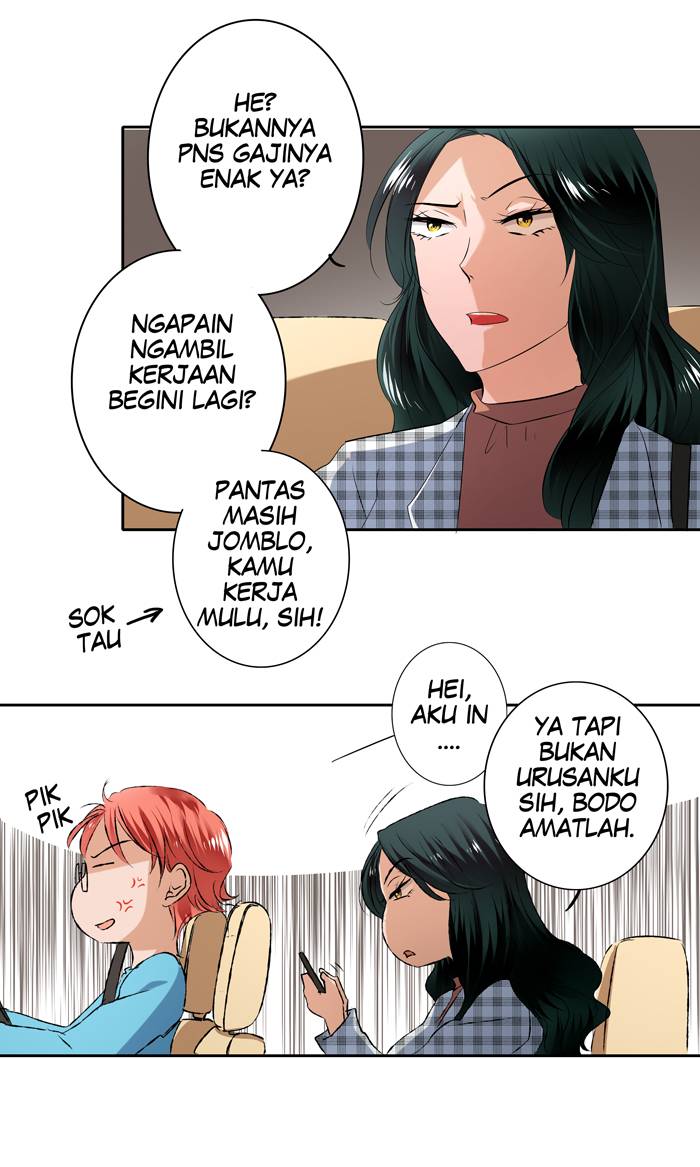 HE?
BUKANNYA
PNS GAJINYA
ENAK YA?
NGAPAIN
NGAMBIL
KERJAAN
BEGINI LAGI?
PANTAS
MASIH
JOMBLO,
KAMU
KERJA
MULU, SIH!
SOK
TAU
HEI,
AKU IN
....
YA TAPI
BUKAN
URUSANKU
SIH, BODO
AMATLAH.
PIK
PIK